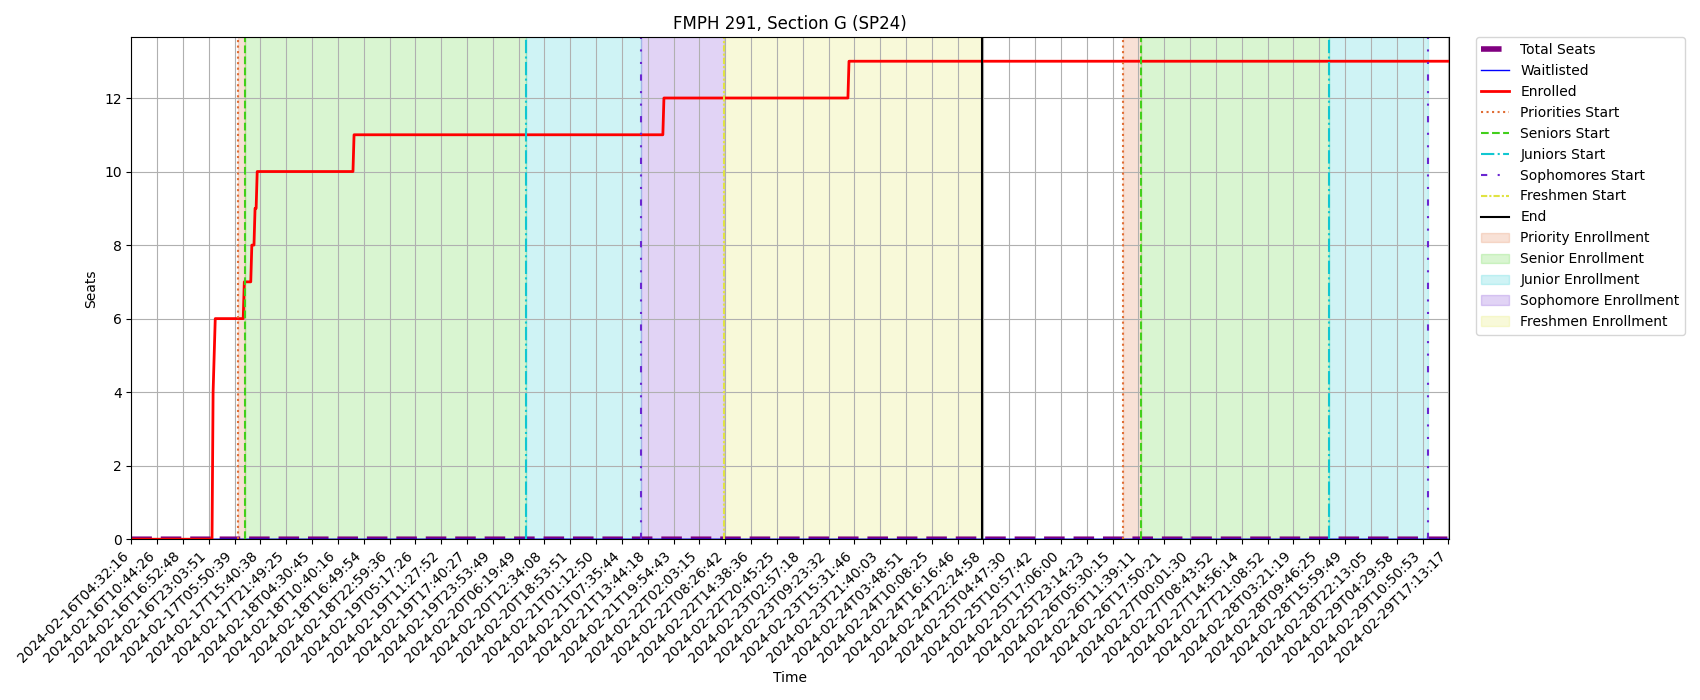 FMPH 291, Section G (SP24)
Seats
12
10
8
6
4
2
0
2024-02-16T04:32:16
2024-02-16T10:44:26
2024-02-16T16:52:48
2024-02-16T23:03:51
2024-02-17T05:50:39
2024-02-17T15:40:38
2024-02-17T21:49:25
2024-02-18T04:30:45
2024-02-18T10:40:16
2024-02-18T16:49:54
2024-02-18T22:59:36
2024-02-19T05:17:26
2024-02-19T11:27:52
2024-02-19T17:40:27
2024-02-19T23:53:49
2024-02-20T06:19:49
2024-02-20T12:34:08
2024-02-20T18:53:51
2024-02-21T01:12:50
2024-02-21T07:35:44
2024-02-21T13:44:18
2024-02-21T19:54:43
2024-02-22T02:03:15
2024-02-22T08:26:42
2024-02-22T14:38:36
2024-02-22T20:45:25
2024-02-23T02:57:18
2024-02-23T09:23:32
2024-02-23T15:31:46
2024-02-23T21:40:03
2024-02-24T03:48:51
2024-02-24T10:08:25
2024-02-24T16:16:46
2024-02-24T22:24:58
2024-02-25T04:47:30
2024-02-25T10:57:42
2024-02-25T17:06:00
2024-02-25T23:14:23
2024-02-26T05:30:15
2024-02-26T11:39:11
2024-02-26T17:50:21
2024-02-27T00:01:30
2024-02-27T08:43:52
2024-02-27T14:56:14
2024-02-27T21:08:52
2024-02-28T03:21:19
2024-02-28T09:46:25
2024-02-28T15:59:49
2024-02-28T22:13:05
2024-02-29T04:29:58
2024-02-29T10:50:53
2024-02-29T17:13:17
Time
Total Seats
Waitlisted
Enrolled
Priorities Start
Seniors Start
Juniors Start
Sophomores Start
Freshmen Start
End
Priority Enrollment
Senior Enrollment
Junior Enrollment
Sophomore Enrollment
Freshmen Enrollment